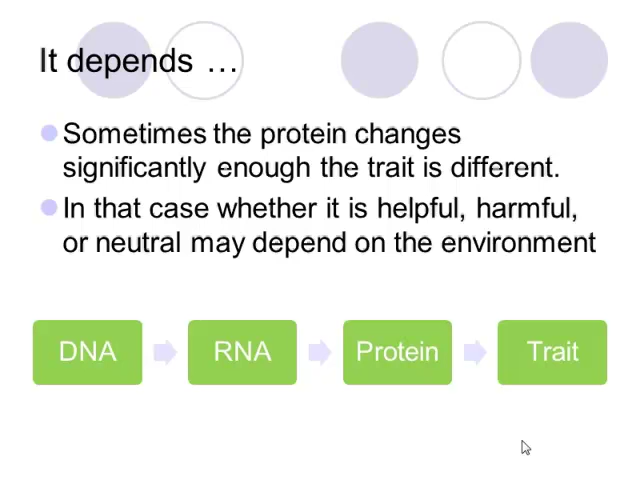 It depends …
Sometimes the protein changes
significantly enough the trait is different.
In that case whether it is helpful, harmful,
or neutral may depend on the environment
DNA
RNA
Protein
Trait